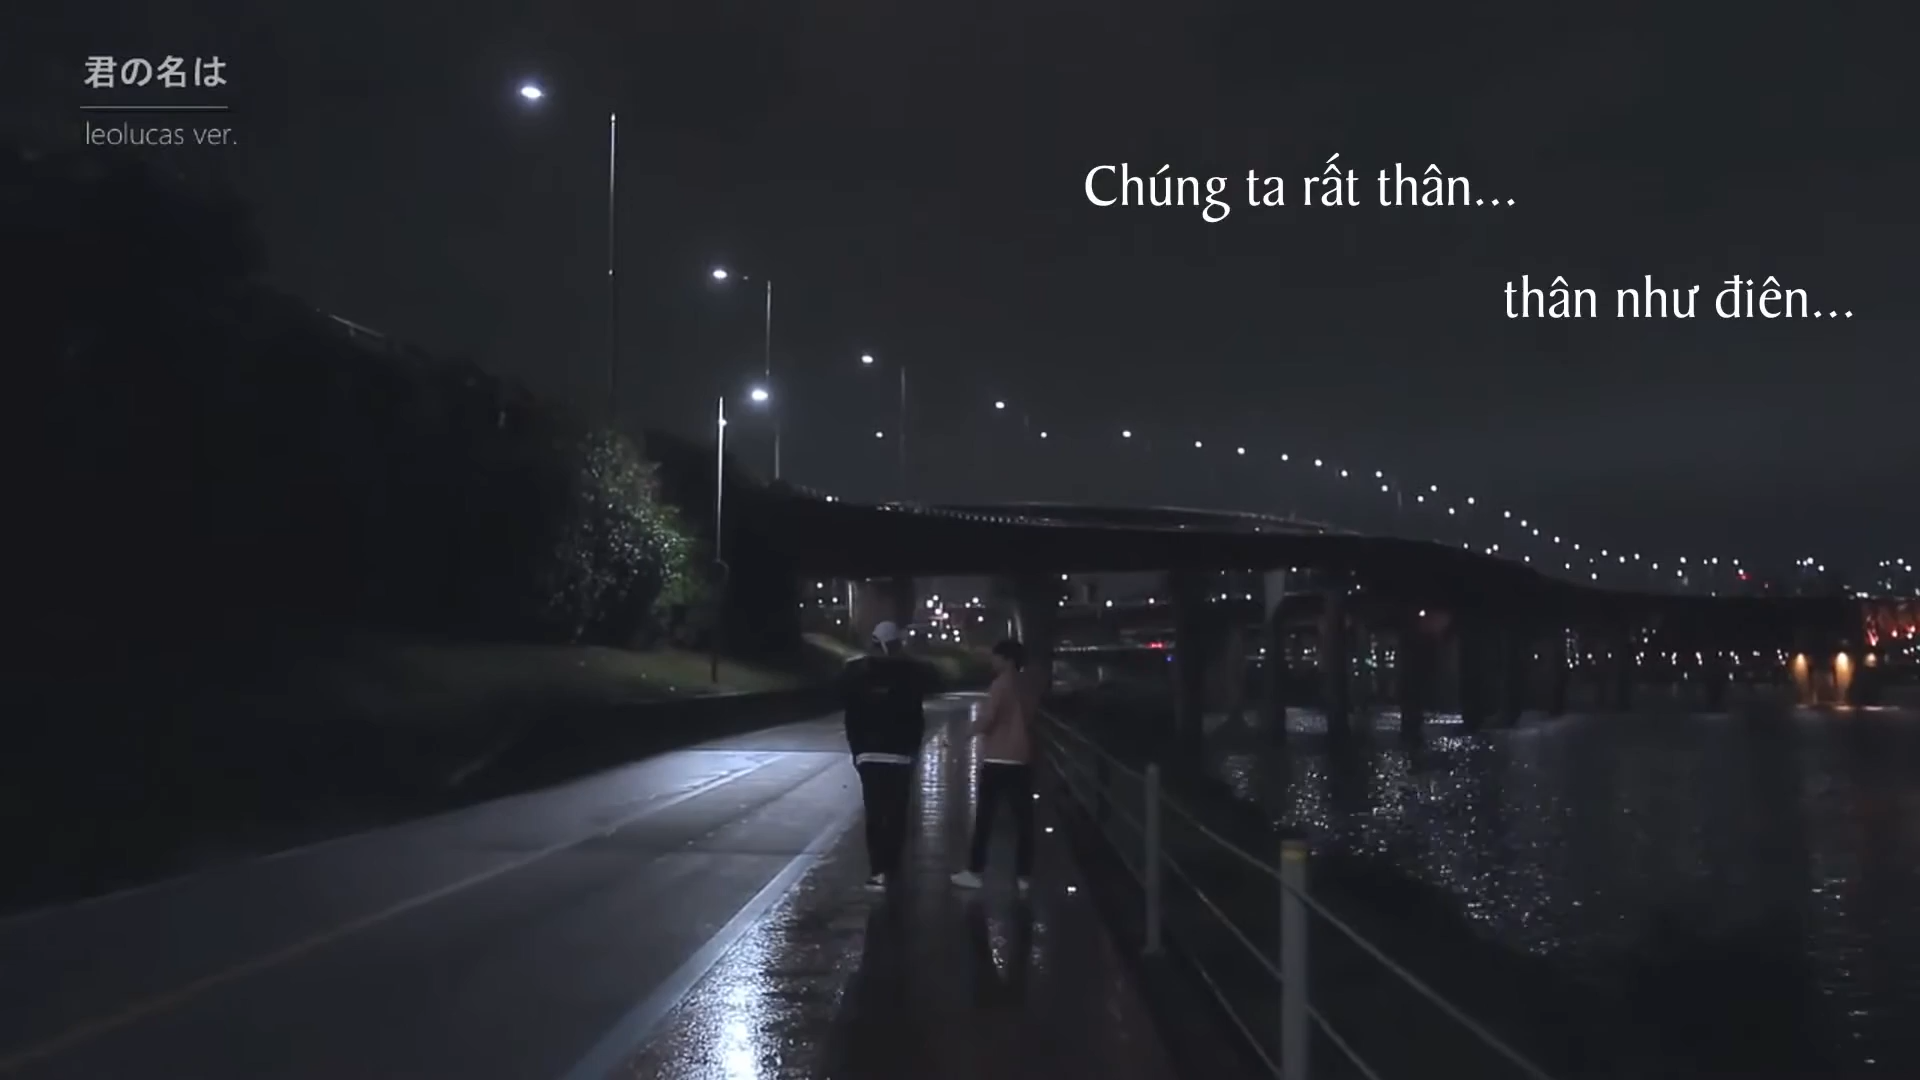 君の名は
leolucas ver.
Chúng ta rất thân...
thân như điên...